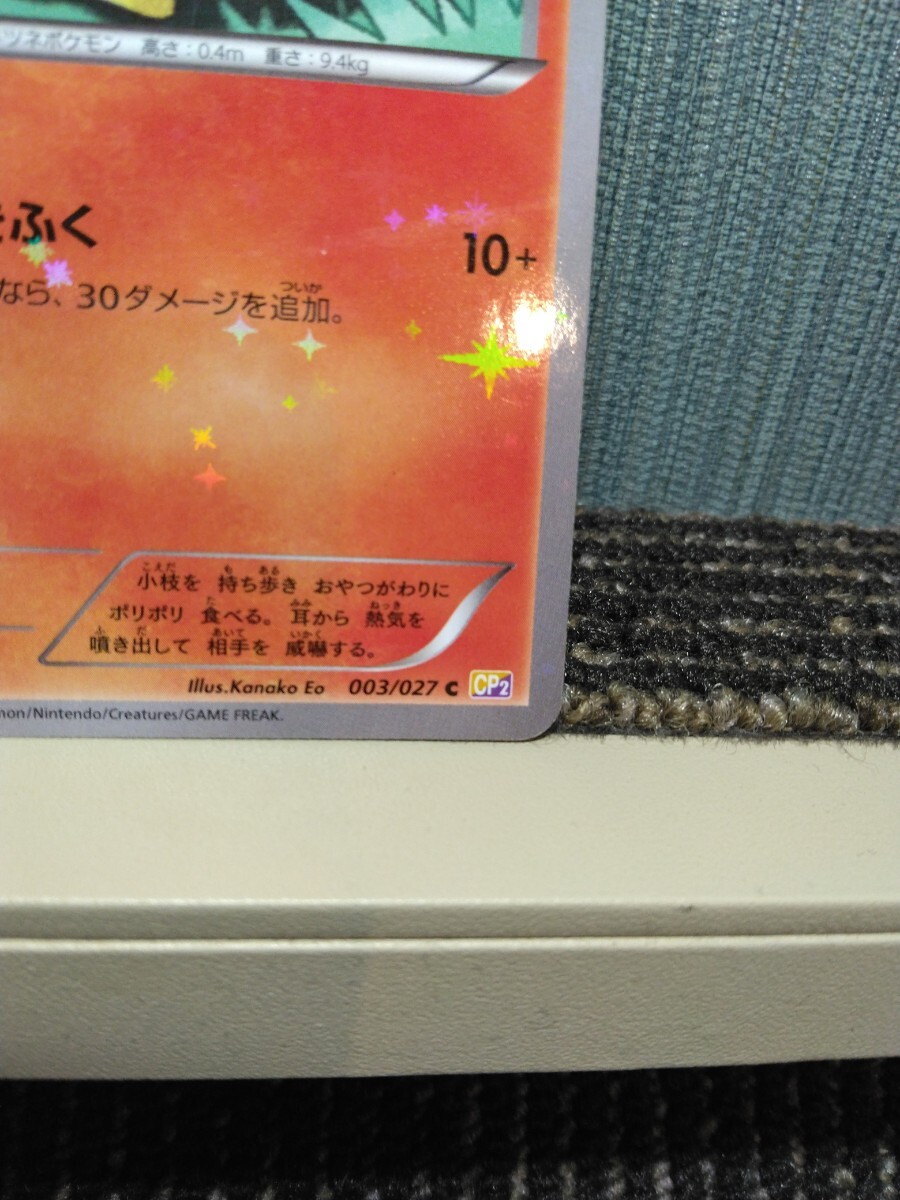 ツネポケモン 高さ：0.4m 重さ：9.4kg
をふく 10+
なら、30ダメージを追加。
小枝を 持ち歩き おやつがわりに
ポリポリ 食べる。耳から 熱気を
噴き出して 相手を 威嚇する。
Illus.Kanako Eo 003/027 C CP2
mon/Nintendo/Creatures/GAME FREAK.